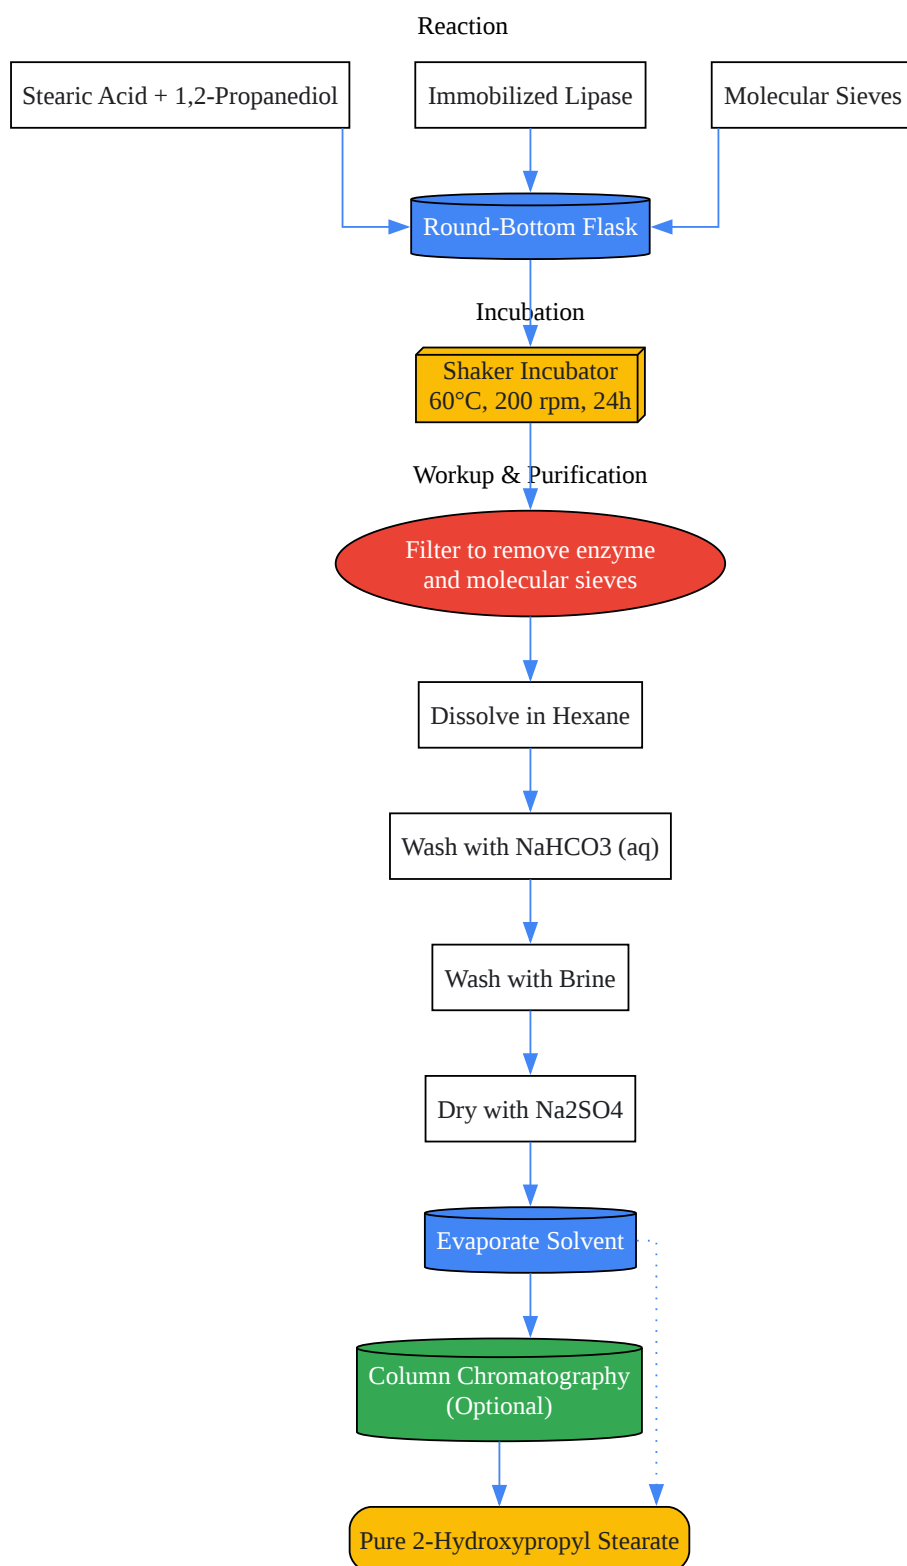 Reaction
Stearic Acid + 1,2-Propanediol
Immobilized Lipase
Molecular Sieves
Round-Bottom Flask
Incubation
Shaker Incubator
60°C, 200 rpm, 24h
Workup & Purification
Filter to remove enzyme
and molecular sieves
Dissolve in Hexane
Wash with NaHCO3 (aq)
Wash with Brine
Dry with Na2SO4
Evaporate Solvent
Column Chromatography
(Optional)
Pure 2-Hydroxypropyl Stearate